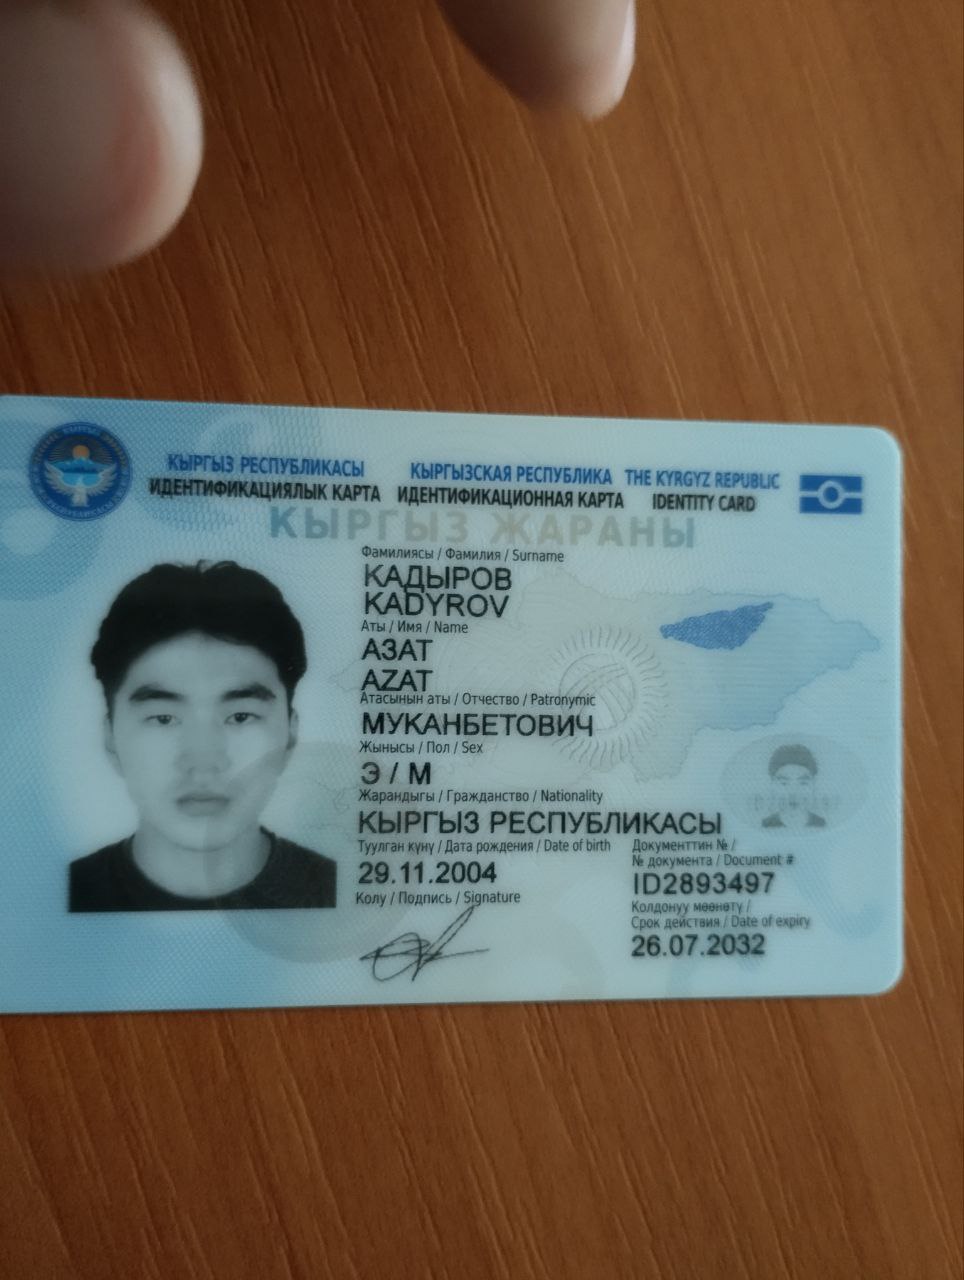 КЫРГЫЗ РЕСПУБЛИКАСЫ КЫРГЫЗСКАЯ РЕСПУБЛИКА THE KYRGYZ REPUBLIC
ИДЕНТИФИКАЦИЯЛЫК КАРТА ИДЕНТИФИКАЦИОННАЯ КАРТА IDENTITY CARD
КЫРГЫЗ ЖАРАНЫ
Фамилиясы / Фамилия / Surname
КАДЫРОВ
KADYROV
Аты / Имя / Name
АЗАТ
AZAT
Атасынын аты / Отчество / Patronymic
МУКАНБЕТОВИЧ
Жынысы / Пол / Sex
Э / М
Жарандыгы / Гражданство / Nationality
КЫРГЫЗ РЕСПУБЛИКАСЫ
Туулган күнү / Дата рождения / Date of birth
29.11.2004
Колу / Подпись / Signature
Документтин № /
№ документа / Document #
ID2893497
Колдонуу мөөнөтү /
Срок действия / Date of expiry
26.07.2032